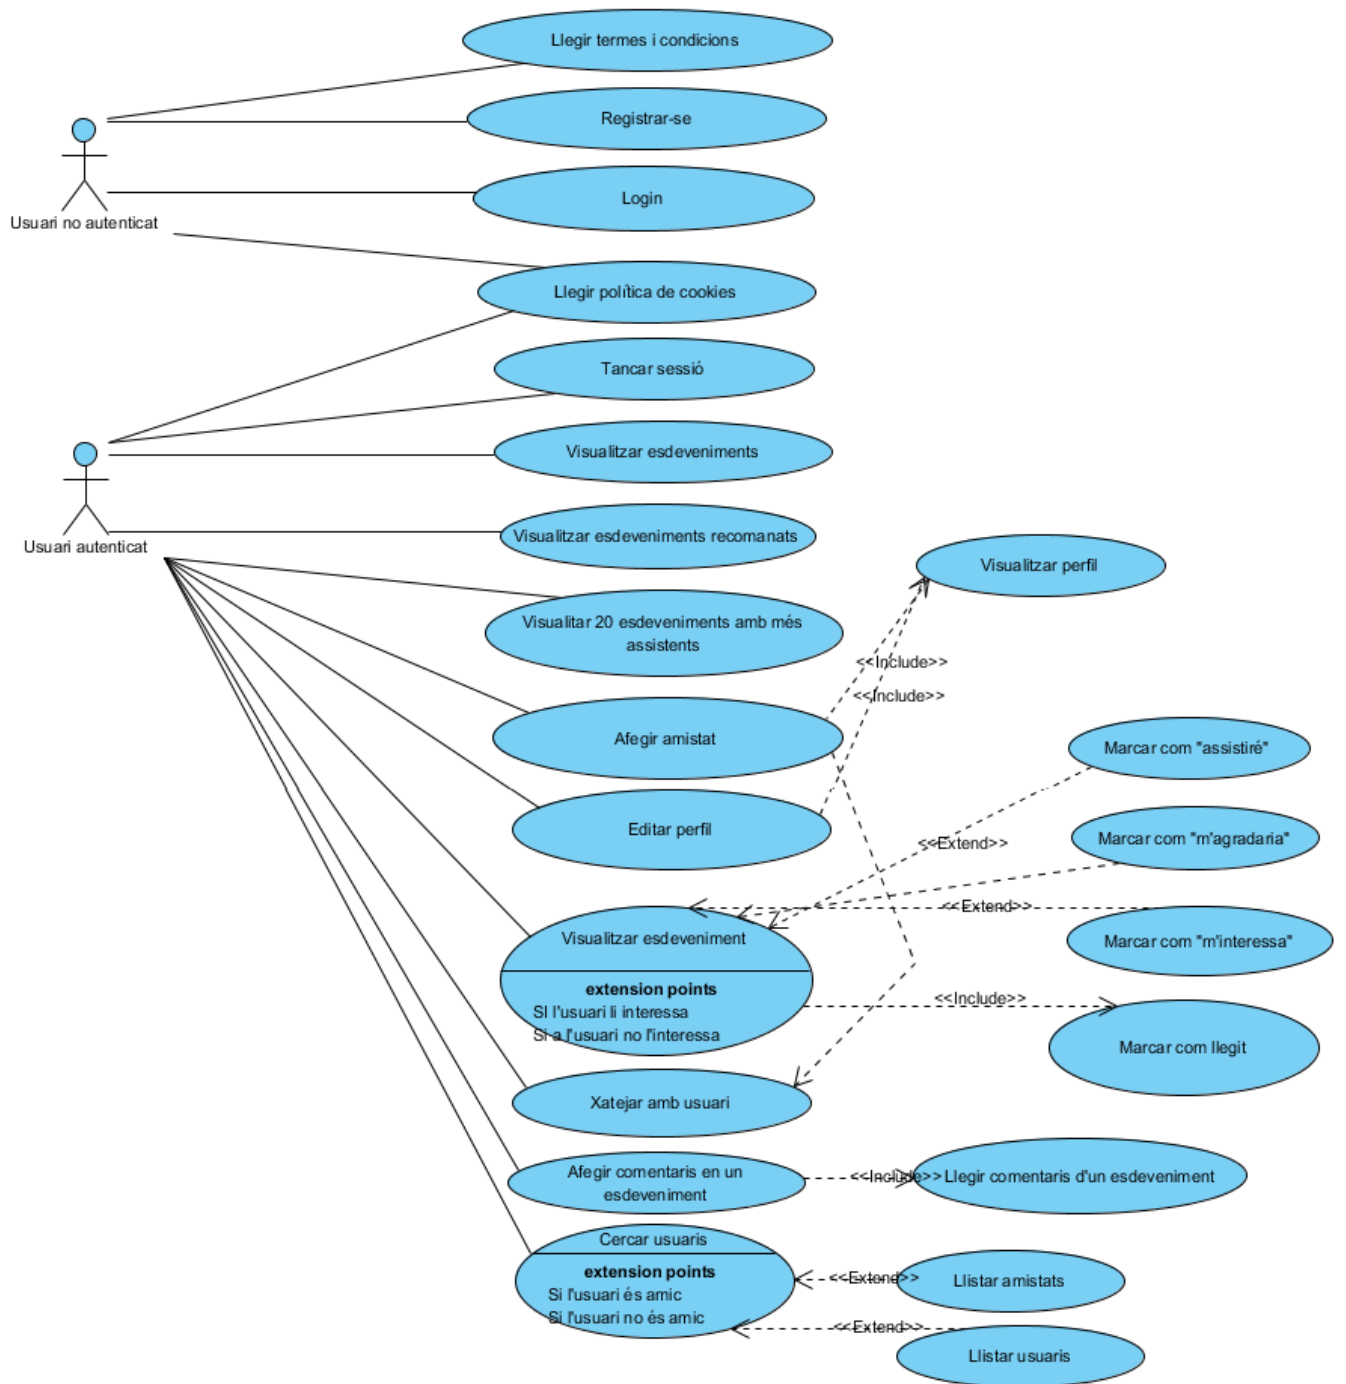 Llegir termes i condicions
Registrar-se
Login
Usuari no autenticat
Llegir política de cookies
Tancar sessió
Visualitzar esdeveniments
Visualitzar esdeveniments recomanats
Usuari autenticat
Visualitzar perfil
Visualitar 20 esdeveniments amb més
assistents
<<Include>>
<<Include>>
Afegir amistat
Marcar com "assistiré"
Editar perfil
<<Extend>>
Marcar com "m'agradaria"
<<Extend>>
Visualitzar esdeveniment
Marcar com "m'interessa"
extension points
SI l'usuari li interessa
Si a l'usuari no l'interessa
<<Include>>
Marcar com llegit
Xatejar amb usuari
Afegir comentaris en un
esdeveniment
<<Include>>
Llegir comentaris d'un esdeveniment
Cercar usuaris
extension points
Si l'usuari és amic
Si l'usuari no és amic
<<Extend>>
Llistar amistats
<<Extend>>
Llistar usuaris